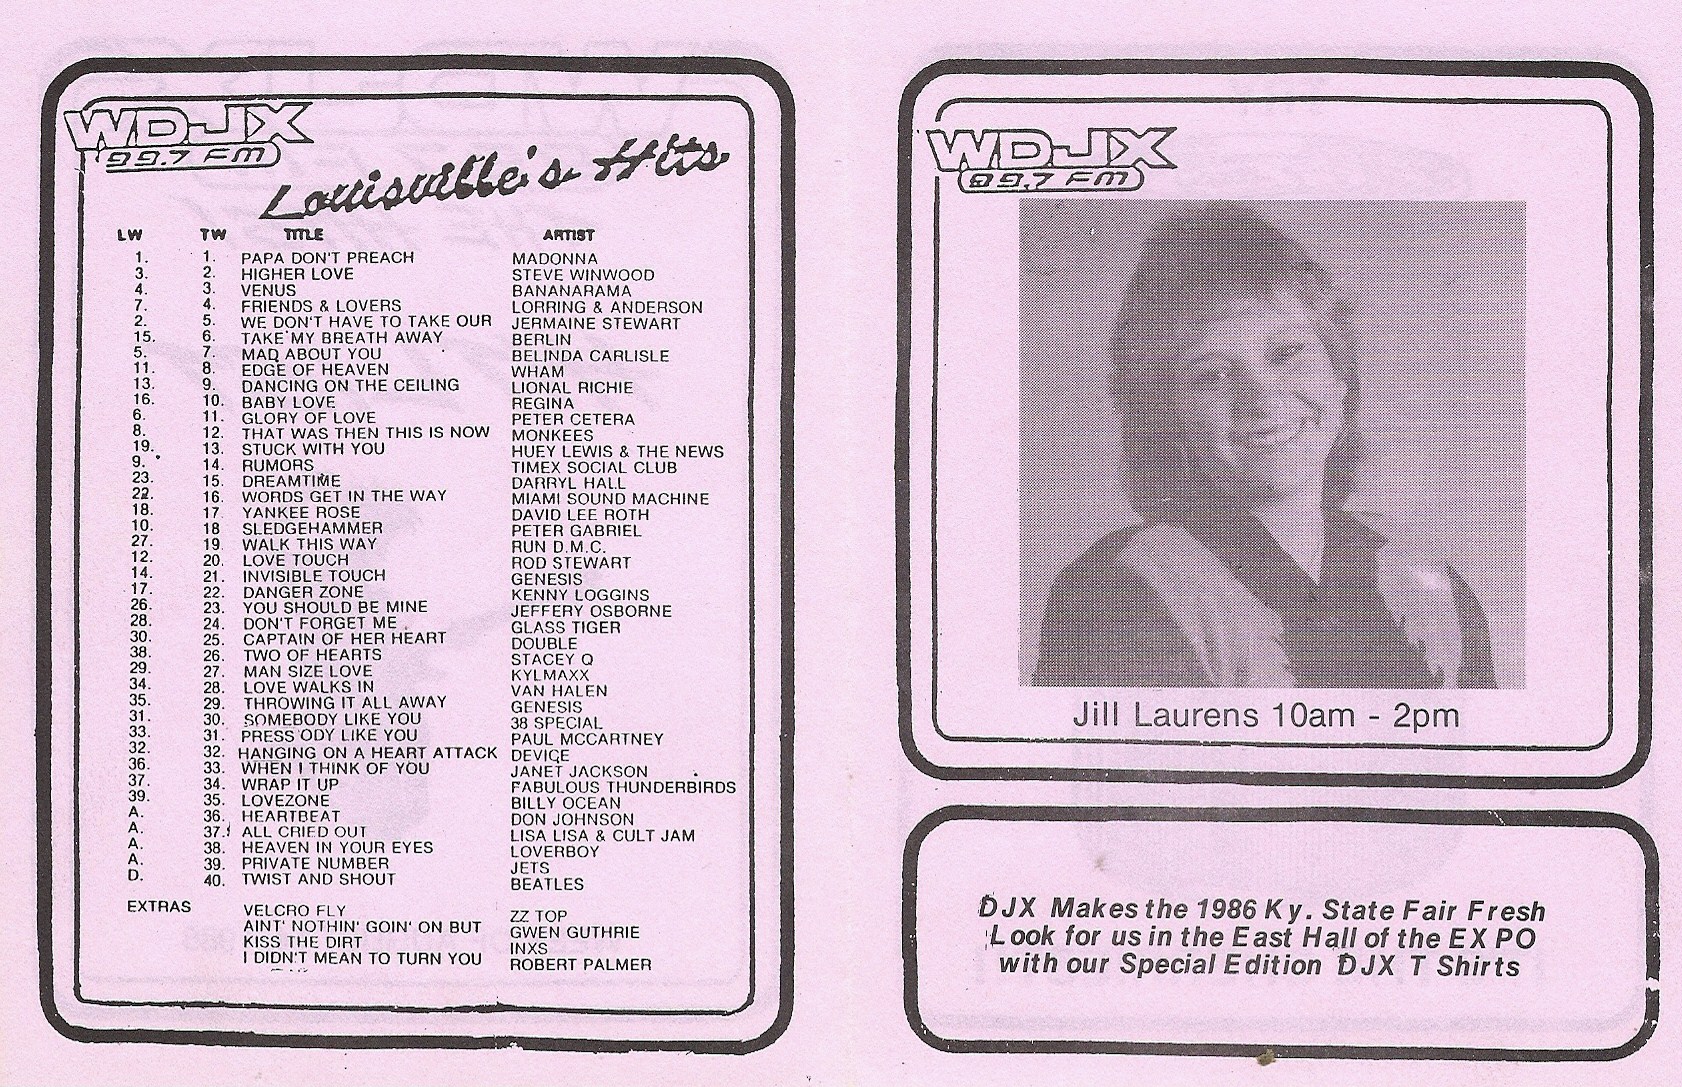 WDJX
99.7 FM
Louisville's Hits
LW TW TITLE ARTIST
1. 1. PAPA DON'T PREACH MADONNA
3. 2. HIGHER LOVE STEVE WINWOOD
4. 3. VENUS BANANARAMA
7. 4. FRIENDS & LOVERS LORRING & ANDERSON
2. 5. WE DON'T HAVE TO TAKE OUR JERMAINE STEWART
15. 6. TAKE MY BREATH AWAY BERLIN
5. 7. MAD ABOUT YOU BELINDA CARLISLE
11. 8. EDGE OF HEAVEN WHAM
13. 9. DANCING ON THE CEILING LIONAL RICHIE
16. 10. BABY LOVE REGINA
6. 11. GLORY OF LOVE PETER CETERA
8. 12. THAT WAS THEN THIS IS NOW MONKEES
19. 13. STUCK WITH YOU HUEY LEWIS & THE NEWS
9. 14. RUMORS TIMEX SOCIAL CLUB
23. 15. DREAMTIME DARRYL HALL
22. 16. WORDS GET IN THE WAY MIAMI SOUND MACHINE
18. 17. YANKEE ROSE DAVID LEE ROTH
10. 18 SLEDGEHAMMER PETER GABRIEL
27. 19. WALK THIS WAY RUN D.M.C.
12. 20. LOVE TOUCH ROD STEWART
14. 21. INVISIBLE TOUCH GENESIS
17. 22. DANGER ZONE KENNY LOGGINS
26. 23. YOU SHOULD BE MINE JEFFERY OSBORNE
28. 24. DON'T FORGET ME GLASS TIGER
30. 25. CAPTAIN OF HER HEART DOUBLE
38. 26. TWO OF HEARTS STACEY Q
29. 27. MAN SIZE LOVE KYLMAXX
34. 28. LOVE WALKS IN VAN HALEN
35. 29. THROWING IT ALL AWAY GENESIS
31. 30. SOMEBODY LIKE YOU 38 SPECIAL
33. 31. PRESS ODY LIKE YOU PAUL MCCARTNEY
32. 32. HANGING ON A HEART ATTACK DEVICE
36. 33. WHEN I THINK OF YOU JANET JACKSON
37. 34. WRAP IT UP FABULOUS THUNDERBIRDS
39. 35. LOVEZONE BILLY OCEAN
A. 36. HEARTBEAT DON JOHNSON
A. 37. ALL CRIED OUT LISA LISA & CULT JAM
A. 38. HEAVEN IN YOUR EYES LOVERBOY
A. 39. PRIVATE NUMBER JETS
D. 40. TWIST AND SHOUT BEATLES
EXTRAS VELCRO FLY ZZ TOP
AINT' NOTHIN' GOIN' ON BUT GWEN GUTHRIE
KISS THE DIRT INXS
I DIDN'T MEAN TO TURN YOU ROBERT PALMER
WDJX
99.7 FM
Jill Laurens 10am - 2pm
DJX Makes the 1986 Ky. State Fair Fresh
Look for us in the East Hall of the EXPO
with our Special Edition DJX T Shirts